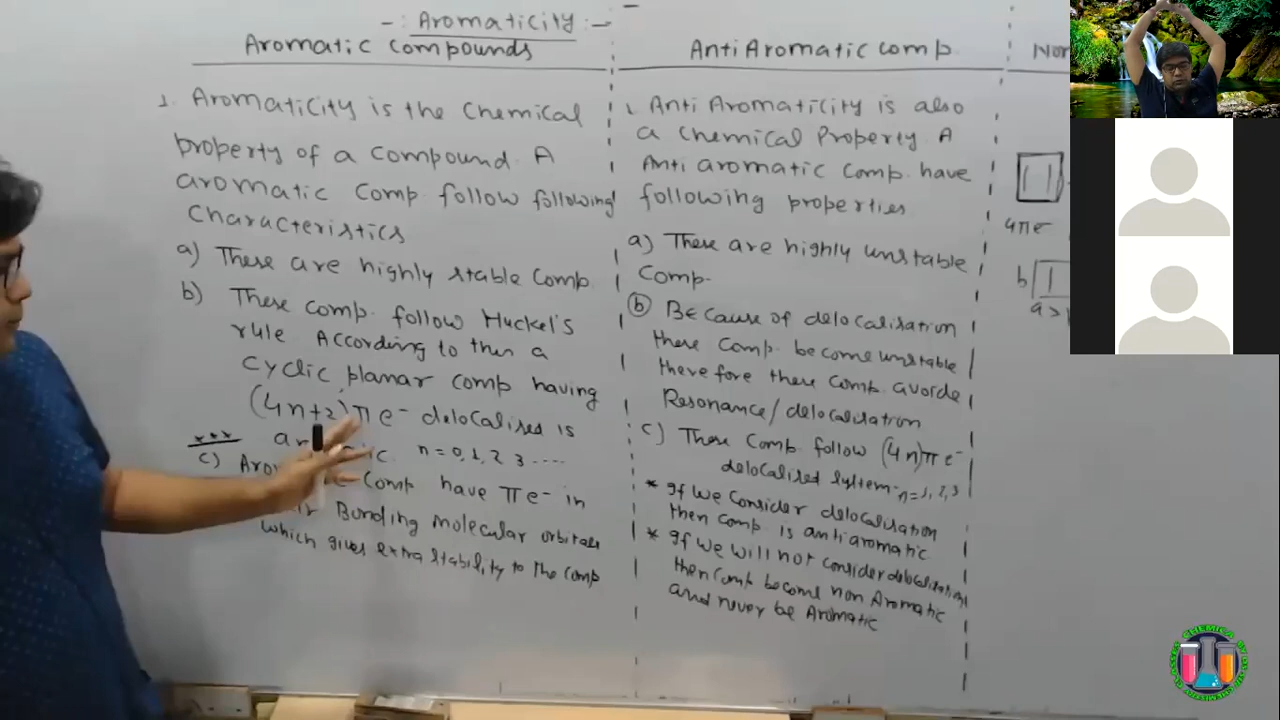 -: Aromaticity :-
Aromatic Compounds
1. Aromaticity is the Chemical
property of a Compound. A
aromatic Comp. follow following
Characteristics
a) These are highly stable Comp.
b) These comp. follow Huckel's
rule According to then a
Cyclic planar comp having
(4n+2) π e⁻ delocalised is
n = 0, 1, 2, 3 ....
c)
Comp have π e⁻ in
Bonding molecular orbitals
which gives extra stability to the Comp
AntiAromatic comp
1. Anti Aromaticity is also
a Chemical Property. A
Anti aromatic Comp. have
following properties
a) These are highly unstable
Comp.
b Because of delocalisation
these Comp. become unstable
therefore these Comp. avoide
Resonance/delocalisation
c) These Comp follow (4n) π e⁻
delocalised system. n = 1, 2, 3
* If we consider delocalisation
then comp is antiaromatic
* If we will not consider delocalization
then Comp become non Aromatic
and never be Aromatic
4πe⁻
b
a>